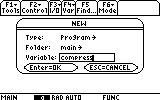 F1▾ F2▾ F3▾ F4▾ F5 F6▾
Tools Control I/O Var Find… Mode
NEW
Type: Program→
Folder: main→
Variable: compress
Enter=OK ESC=CANCEL
MAIN RAD AUTO FUNC